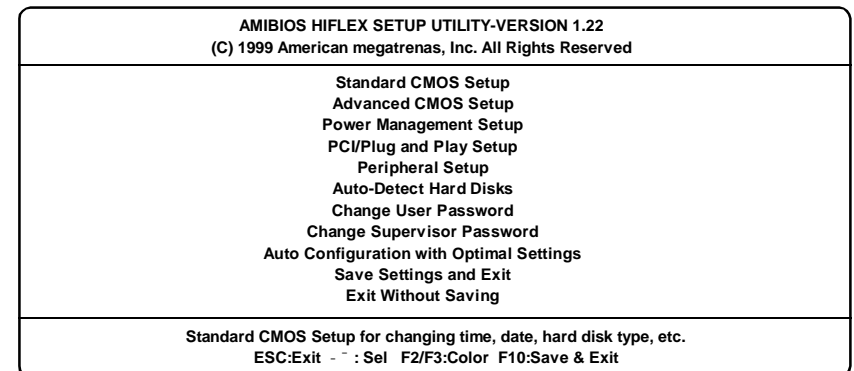 AMIBIOS HIFLEX SETUP UTILITY-VERSION 1.22
(C) 1999 American megatrenas, Inc. All Rights Reserved
Standard CMOS Setup
Advanced CMOS Setup
Power Management Setup
PCI/Plug and Play Setup
Peripheral Setup
Auto-Detect Hard Disks
Change User Password
Change Supervisor Password
Auto Configuration with Optimal Settings
Save Settings and Exit
Exit Without Saving
Standard CMOS Setup for changing time, date, hard disk type, etc.
ESC:Exit - ¯ : Sel F2/F3:Color F10:Save & Exit